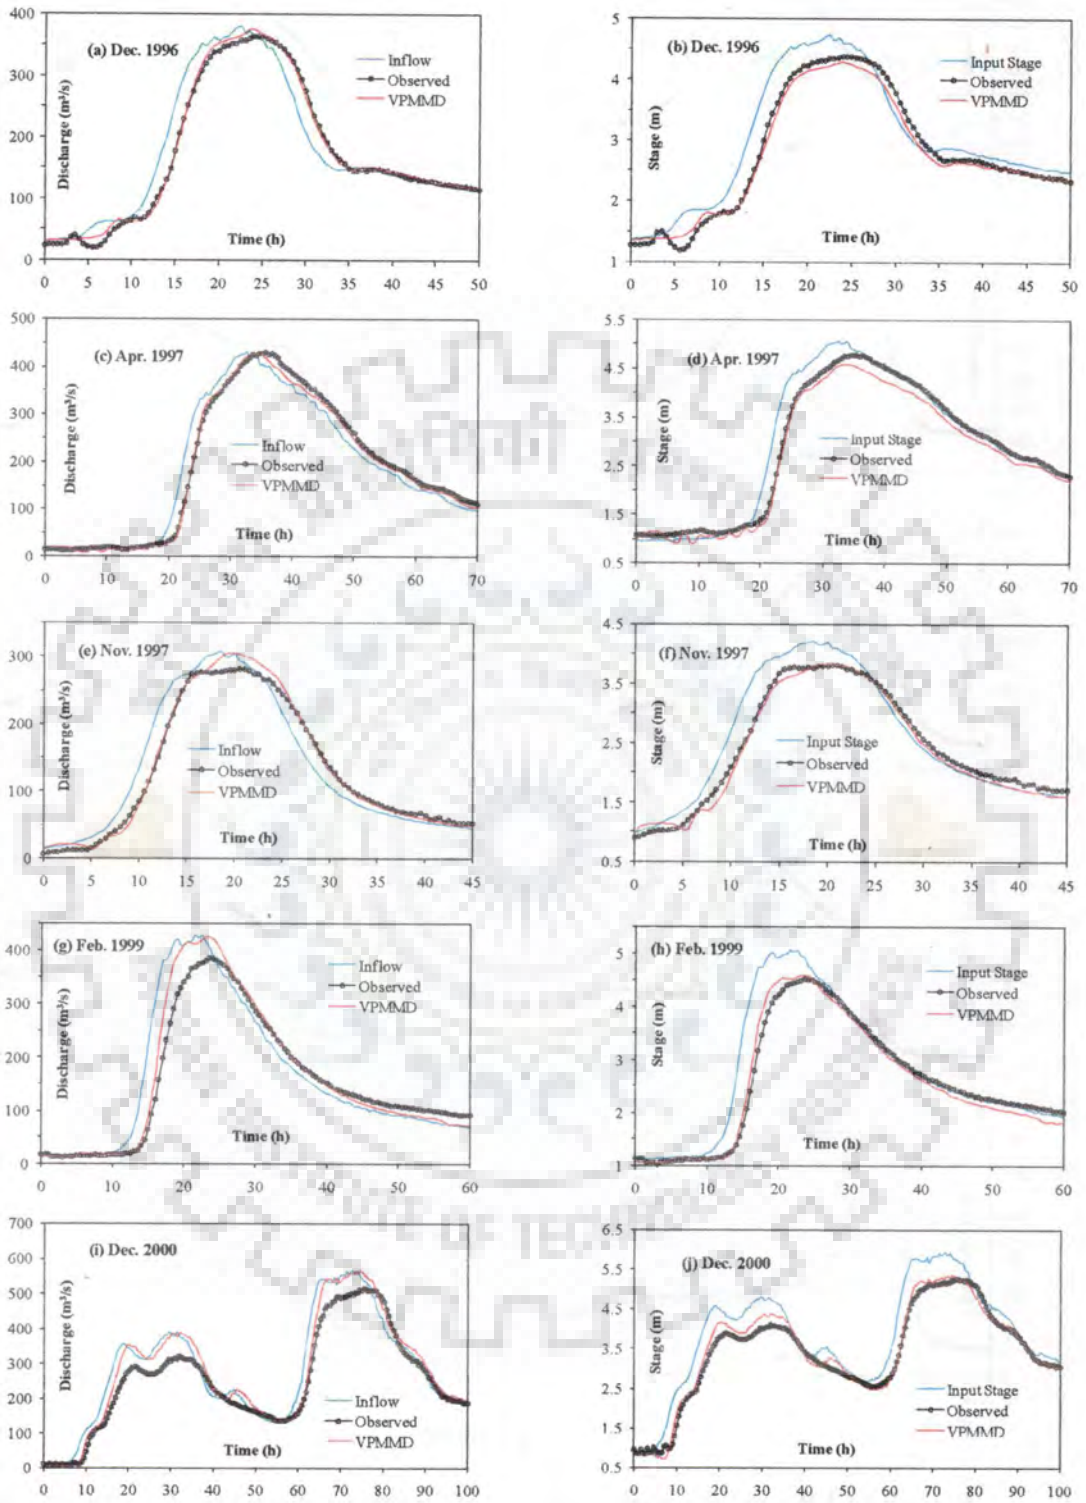 400
300
200
100
0
Discharge (m³/s)
(a) Dec. 1996
Inflow
Observed
VPMMD
Time (h)
0 5 10 15 20 25 30 35 40 45 50
5
4
3
2
1
Stage (m)
(b) Dec. 1996
Input Stage
Observed
VPMMD
Time (h)
0 5 10 15 20 25 30 35 40 45 50
500
400
300
200
100
0
Discharge (m³/s)
(c) Apr. 1997
Inflow
Observed
VPMMD
Time (h)
0 10 20 30 40 50 60 70
5.5
4.5
3.5
2.5
1.5
0.5
Stage (m)
(d) Apr. 1997
Input Stage
Observed
VPMMD
Time (h)
0 10 20 30 40 50 60 70
300
200
100
0
Discharge (m³/s)
(e) Nov. 1997
Inflow
Observed
VPMMD
Time (h)
0 5 10 15 20 25 30 35 40 45
4.5
3.5
2.5
1.5
0.5
Stage (m)
(f) Nov. 1997
Input Stage
Observed
VPMMD
Time (h)
0 5 10 15 20 25 30 35 40 45
400
300
200
100
0
Discharge (m³/s)
(g) Feb. 1999
Inflow
Observed
VPMMD
Time (h)
0 10 20 30 40 50 60
5
4
3
2
1
Stage (m)
(h) Feb. 1999
Input Stage
Observed
VPMMD
Time (h)
0 10 20 30 40 50 60
OF TECH
700
600
500
400
300
200
100
0
Discharge (m³/s)
(i) Dec. 2000
Inflow
Observed
VPMMD
Time (h)
0 10 20 30 40 50 60 70 80 90 100
6.5
5.5
4.5
3.5
2.5
1.5
0.5
Stage (m)
(j) Dec. 2000
Input Stage
Observed
VPMMD
Time (h)
0 10 20 30 40 50 60 70 80 90 100